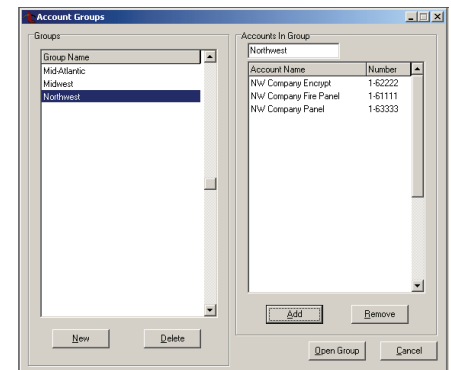 Account Groups
Groups
Group Name
Mid-Atlantic
Midwest
Northwest
New
Delete
Accounts In Group
Northwest
Account Name Number
NW Company Encrypt 1-62222
NW Company Fire Panel 1-61111
NW Company Panel 1-63333
Add
Remove
Open Group
Cancel